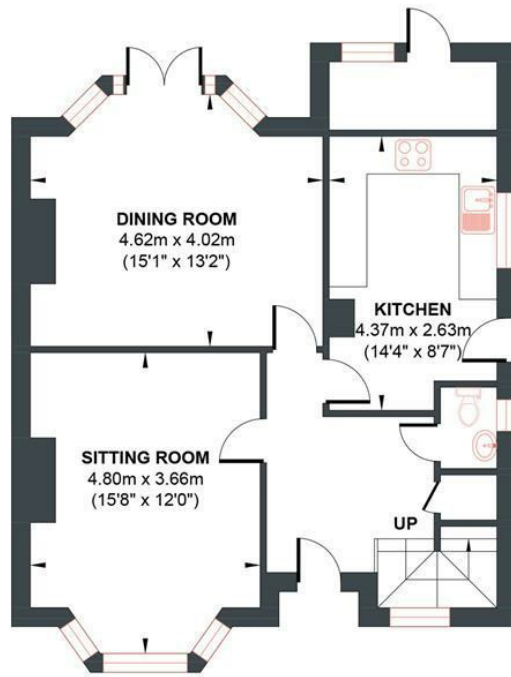 DINING ROOM
4.62m x 4.02m
(15'1" x 13'2")
KITCHEN
4.37m x 2.63m
(14'4" x 8'7")
SITTING ROOM
4.80m x 3.66m
(15'8" x 12'0")
UP